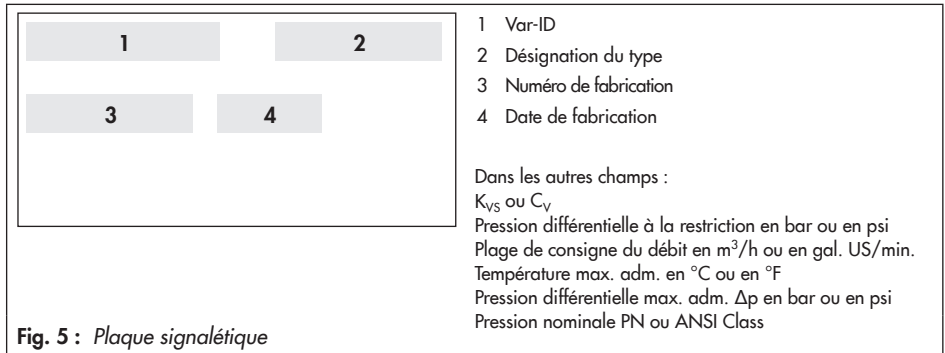 1 2
3 4
1 Var-ID
2 Désignation du type
3 Numéro de fabrication
4 Date de fabrication
Dans les autres champs :
K_VS ou C_V
Pression différentielle à la restriction en bar ou en psi
Plage de consigne du débit en m³/h ou en gal. US/min.
Température max. adm. en °C ou en °F
Pression différentielle max. adm. Δp en bar ou en psi
Pression nominale PN ou ANSI Class
Fig. 5 : Plaque signalétique